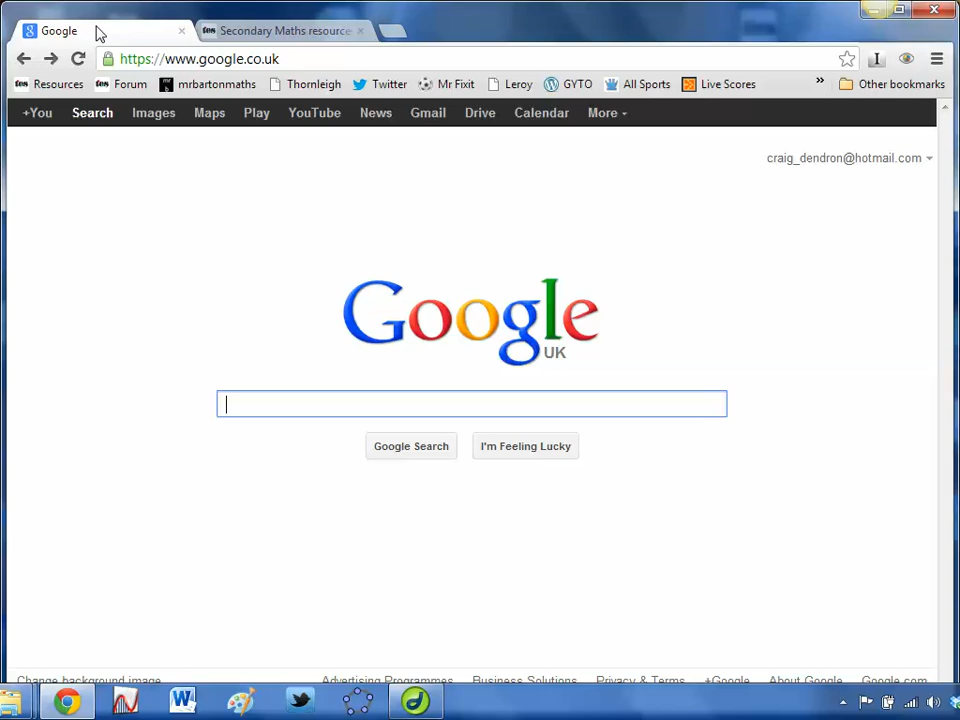 Google
tes Secondary Maths resource
https://www.google.co.uk
tes Resources tes Forum mrbartonmaths Thornleigh Twitter Mr Fixit Leroy GYTO All Sports Live Scores » Other bookmarks
+You Search Images Maps Play YouTube News Gmail Drive Calendar More
craig_dendron@hotmail.com
Google
UK
Google Search I'm Feeling Lucky
Change background image Advertising Programmes Business Solutions Privacy & Terms +Google About Google Google.com